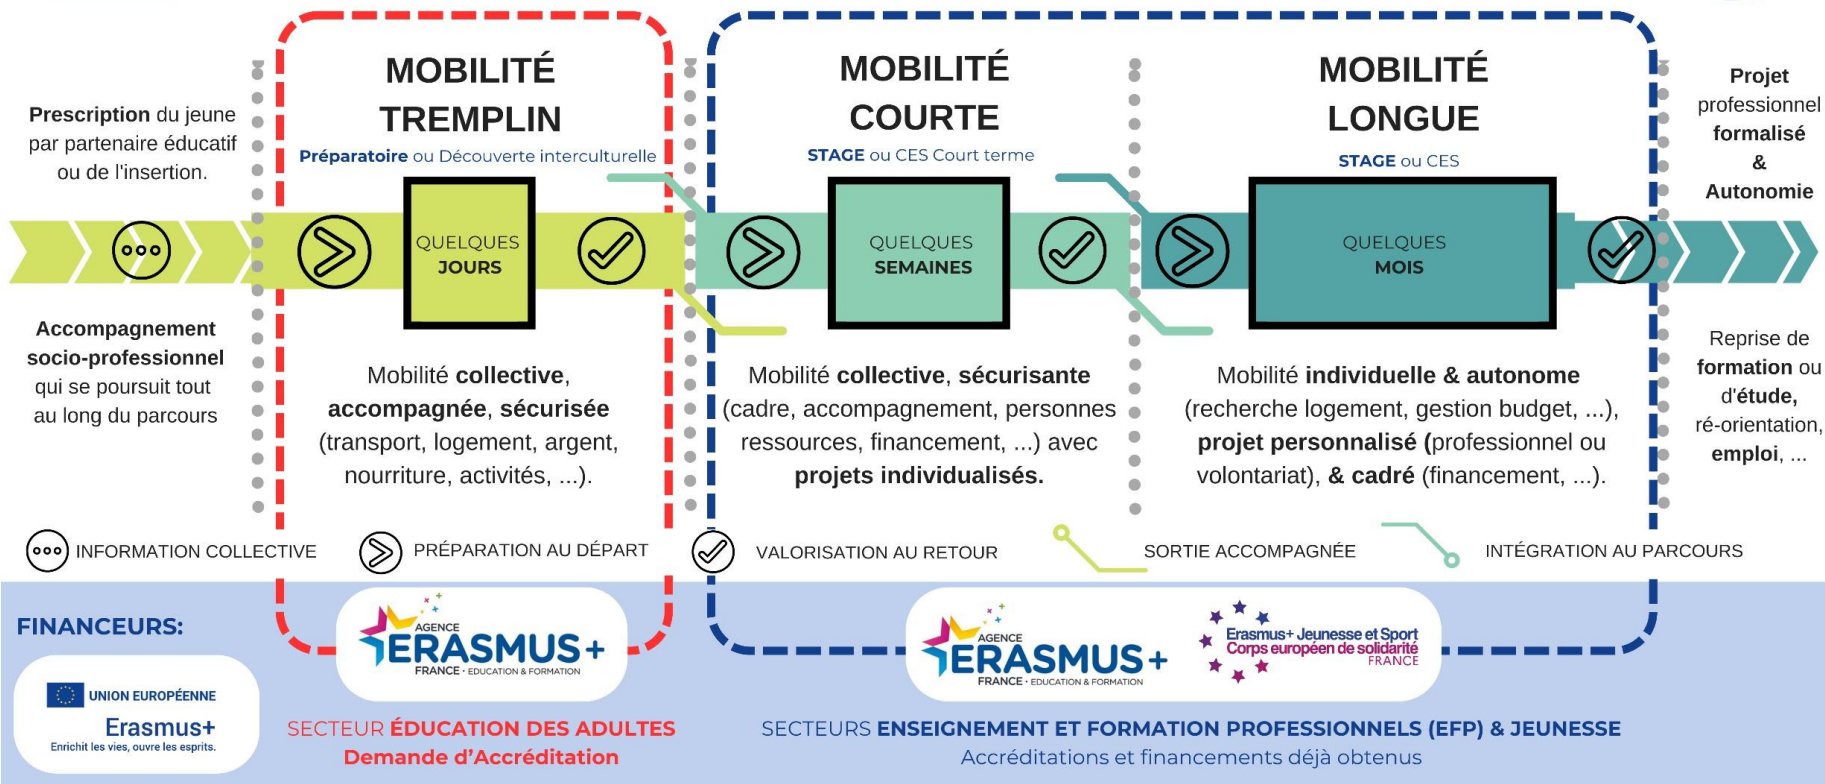 Prescription du jeune
par partenaire éducatif
ou de l'insertion.
Accompagnement
socio-professionnel
qui se poursuit tout
au long du parcours
MOBILITÉ
TREMPLIN
Préparatoire ou Découverte interculturelle
QUELQUES
JOURS
Mobilité collective,
accompagnée, sécurisée
(transport, logement, argent,
nourriture, activités, ...).
MOBILITÉ
COURTE
STAGE ou CES Court terme
QUELQUES
SEMAINES
Mobilité collective, sécurisante
(cadre, accompagnement, personnes
ressources, financement, ...) avec
projets individualisés.
MOBILITÉ
LONGUE
STAGE ou CES
QUELQUES
MOIS
Mobilité individuelle & autonome
(recherche logement, gestion budget, ...),
projet personnalisé (professionnel ou
volontariat), & cadré (financement, ...).
Projet
professionnel
formalisé
&
Autonomie
Reprise de
formation ou
d'étude,
ré-orientation,
emploi, ...
INFORMATION COLLECTIVE
PRÉPARATION AU DÉPART
VALORISATION AU RETOUR
SORTIE ACCOMPAGNÉE
INTÉGRATION AU PARCOURS
FINANCEURS:
UNION EUROPÉENNE
Erasmus+
Enrichit les vies, ouvre les esprits.
AGENCE
ERASMUS+
FRANCE • EDUCATION & FORMATION
SECTEUR ÉDUCATION DES ADULTES
Demande d'Accréditation
AGENCE
ERASMUS+
FRANCE • EDUCATION & FORMATION
Erasmus+ Jeunesse et Sport
Corps européen de solidarité
FRANCE
SECTEURS ENSEIGNEMENT ET FORMATION PROFESSIONNELS (EFP) & JEUNESSE
Accréditations et financements déjà obtenus